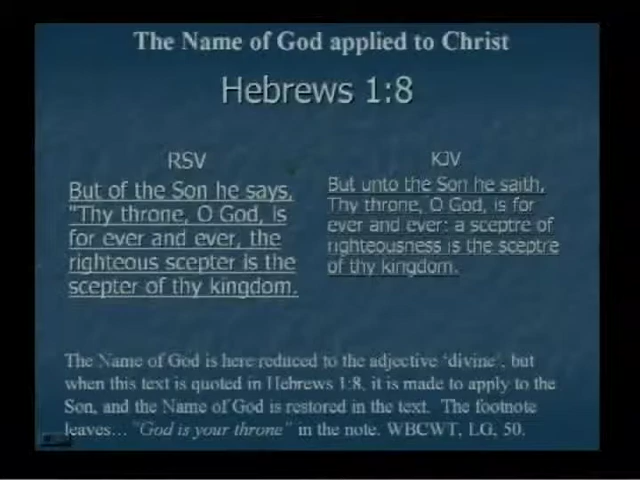 The Name of God applied to Christ
Hebrews 1:8
RSV
But of the Son he says,
"Thy throne, O God, is
for ever and ever, the
righteous scepter is the
scepter of thy kingdom.
KJV
But unto the Son he saith,
Thy throne, O God, is for
ever and ever: a sceptre of
righteousness is the sceptre
of thy kingdom.
The Name of God is here reduced to the adjective ‘divine’, but
when this text is quoted in Hebrews 1:8, it is made to apply to the
Son, and the Name of God is restored in the text. The footnote
leaves… "God is your throne" in the note. WBCWT, LG, 50.